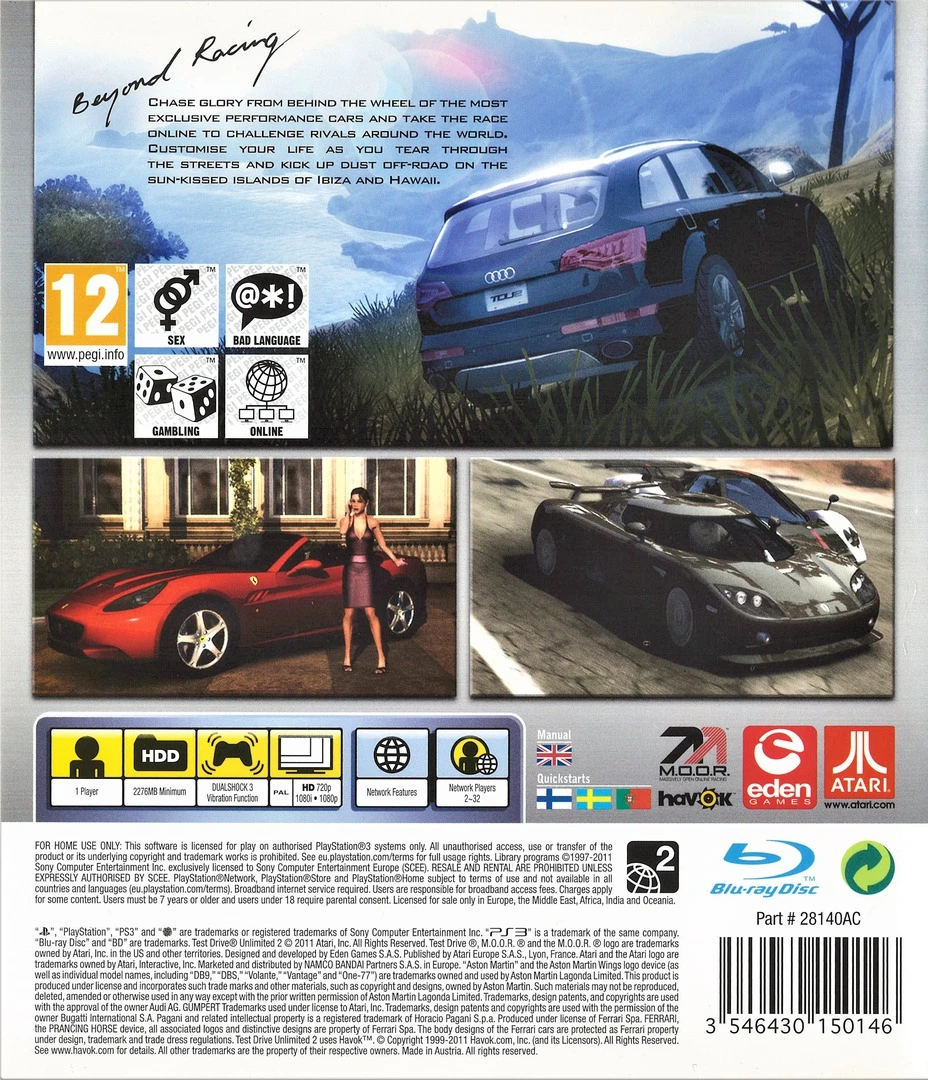 Beyond Racing
Chase glory from behind the wheel of the most
exclusive performance cars and take the race
online to challenge rivals around the world.
Customise your life as you tear through
the streets and kick up dust off-road on the
sun-kissed islands of Ibiza and Hawaii.
12™
www.pegi.info
™
SEX
™
BAD LANGUAGE
™
GAMBLING
™
ONLINE
TDU2
1 Player
HDD
2276MB Minimum
DUALSHOCK 3
Vibration Function
PAL
HD 720p
1080i • 1080p
Network Features
Network Players
2~32
Manual
Quickstarts
M.O.O.R.
MASSIVELY OPEN ONLINE RACING
havok
eden
GAMES
ATARI
www.atari.com
FOR HOME USE ONLY: This software is licensed for play on authorised PlayStation®3 systems only. All unauthorised access, use or transfer of the
product or its underlying copyright and trademark works is prohibited. See eu.playstation.com/terms for full usage rights. Library programs ©1997-2011
Sony Computer Entertainment Inc. exclusively licensed to Sony Computer Entertainment Europe (SCEE). RESALE AND RENTAL ARE PROHIBITED UNLESS
EXPRESSLY AUTHORISED BY SCEE. PlayStation®Network, PlayStation®Store and PlayStation®Home subject to terms of use and not available in all
countries and languages (eu.playstation.com/terms). Broadband internet service required. Users are responsible for broadband access fees. Charges apply
for some content. Users must be 7 years or older and users under 18 require parental consent. Licensed for sale only in Europe, the Middle East, Africa, India and Oceania.
2
Blu-ray Disc™
Part # 28140AC
", "PlayStation", "PS3" and " " are trademarks or registered trademarks of Sony Computer Entertainment Inc. "PS3" is a trademark of the same company.
"Blu-ray Disc" and "BD" are trademarks. Test Drive® Unlimited 2 © 2011 Atari, Inc. All Rights Reserved. Test Drive ®, M.O.O.R. ® and the M.O.O.R. ® logo are trademarks
owned by Atari, Inc. in the US and other territories. Designed and developed by Eden Games S.A.S. Published by Atari Europe S.A.S., Lyon, France. Atari and the Atari logo are
trademarks owned by Atari, Interactive, Inc. Marketed and distributed by NAMCO BANDAI Partners S.A.S. in Europe. "Aston Martin" and the Aston Martin Wings logo device (as
well as individual model names, including "DB9," "DBS," "Volante," "Vantage" and "One-77") are trademarks owned and used by Aston Martin Lagonda Limited. This product is
produced under license and incorporates such trade marks and other materials, such as copyright and designs, owned by Aston Martin. Such materials may not be reproduced,
deleted, amended or otherwise used in any way except with the prior written permission of Aston Martin Lagonda Limited. Trademarks, design patents, and copyrights are used
with the approval of the owner Audi AG. GUMPERT Trademarks used under license to Atari, Inc. Trademarks, design patents and copyrights are used with the permission of the
owner Bugatti International S.A. Pagani and related intellectual property is a registered trademark of Horacio Pagani S.p.a. Produced under license of Ferrari Spa. FERRARI,
the PRANCING HORSE device, all associated logos and distinctive designs are property of Ferrari Spa. The body designs of the Ferrari cars are protected as Ferrari property
under design, trademark and trade dress regulations. Test Drive Unlimited 2 uses Havok™. © Copyright 1999-2011 Havok.com, Inc. (and its Licensors). All Rights Reserved.
See www.havok.com for details. All other trademarks are the property of their respective owners. Made in Austria. All rights reserved.
3 546430 150146